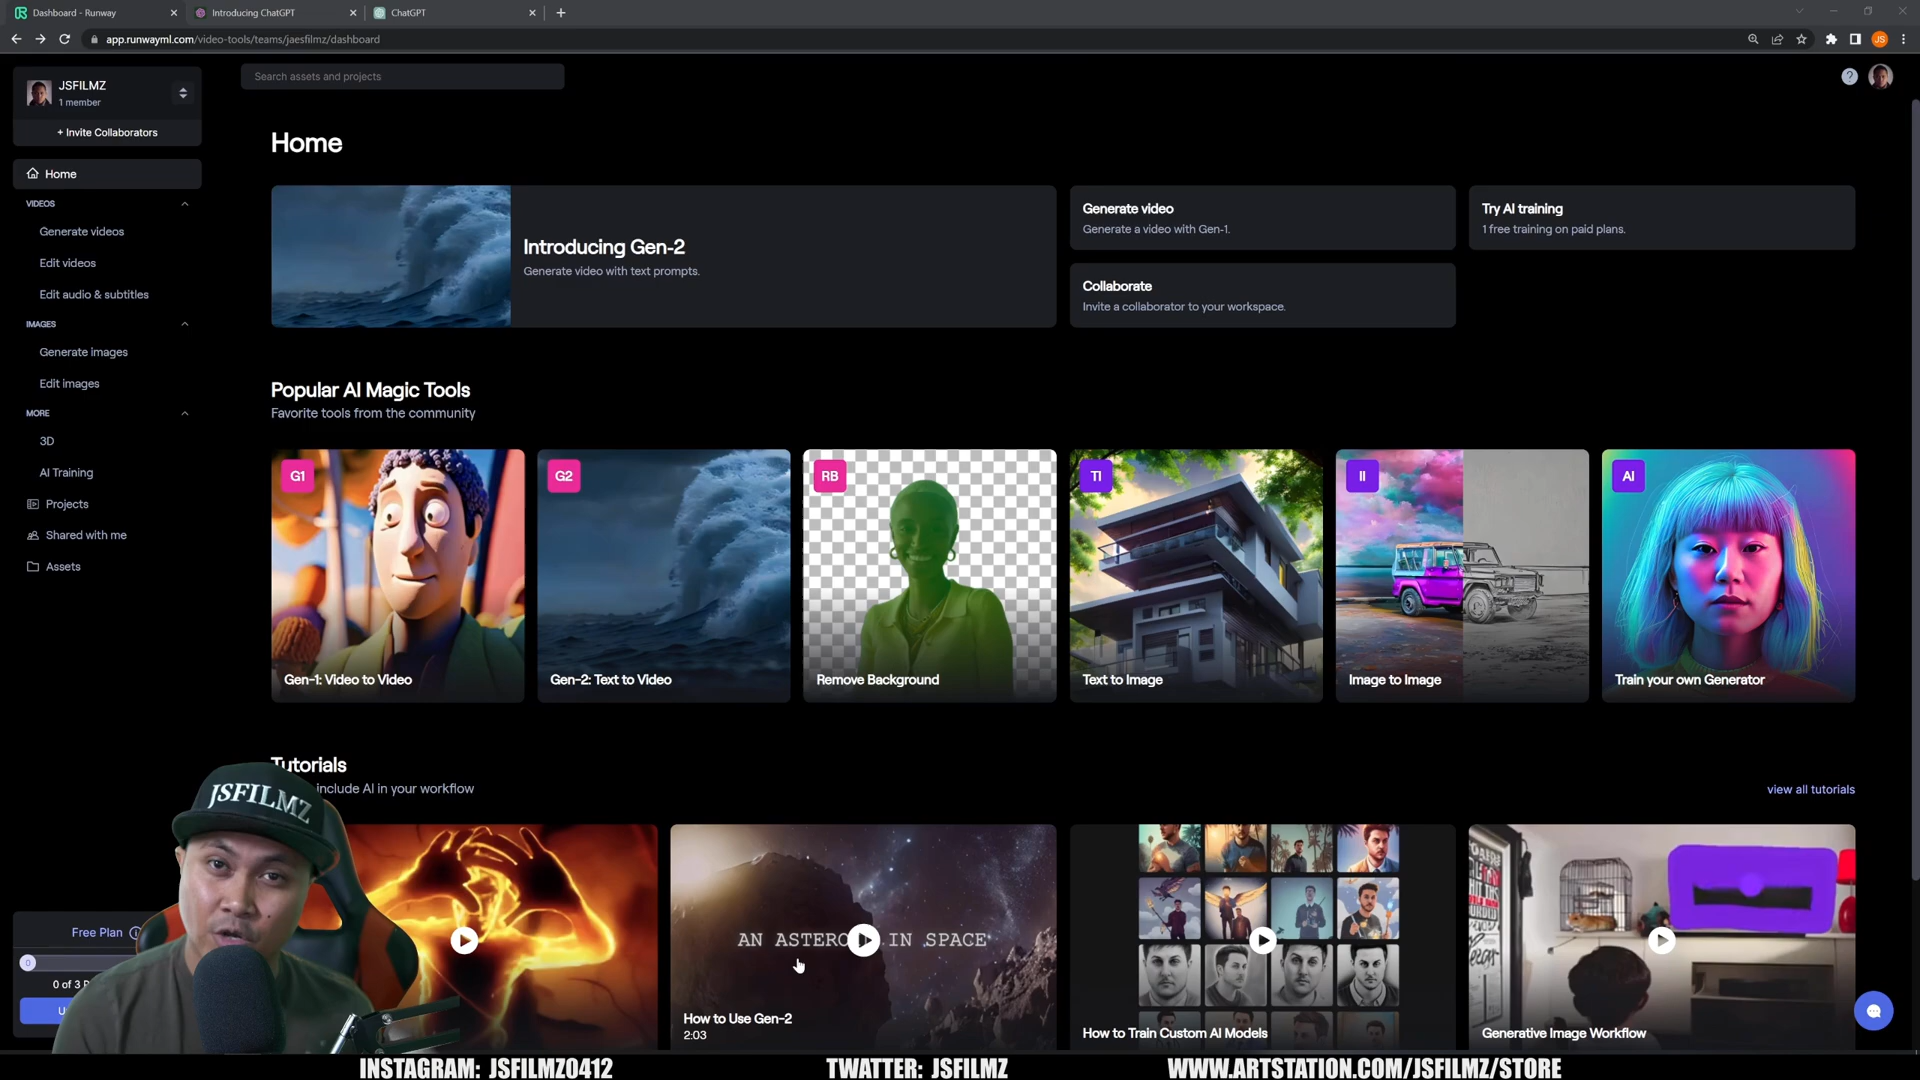 Dashboard - Runway
Introducing ChatGPT
ChatGPT
app.runwayml.com/video-tools/teams/jaesfilmz/dashboard
JS
JSFILMZ
1 member
+ Invite Collaborators
Search assets and projects
?
Home
VIDEOS
Generate videos
Edit videos
Edit audio & subtitles
IMAGES
Generate images
Edit images
MORE
3D
AI Training
Projects
Shared with me
Assets
Home
Introducing Gen-2
Generate video with text prompts.
Generate video
Generate a video with Gen-1.
Try AI training
1 free training on paid plans.
Collaborate
Invite a collaborator to your workspace.
Popular AI Magic Tools
Favorite tools from the community
G1
Gen-1: Video to Video
G2
Gen-2: Text to Video
RB
Remove Background
TI
Text to Image
II
Image to Image
AI
Train your own Generator
Tutorials
include AI in your workflow
view all tutorials
AN ASTERO IN SPACE
How to Use Gen-2
2:03
How to Train Custom AI Models
Generative Image Workflow
JSFILMZ
Free Plan
0
0 of 3 P
U
INSTAGRAM: JSFILMZ0412
TWATTER: JSFILMZ
WWW.ARTSTATION.COM/JSFILMZ/STORE